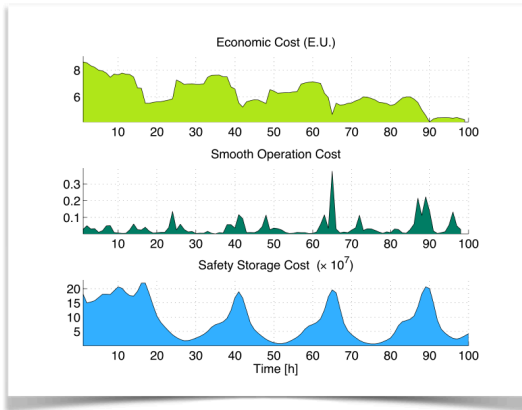 Economic Cost (E.U.)
8
6
10 20 30 40 50 60 70 80 90 100
Smooth Operation Cost
0.3
0.2
0.1
10 20 30 40 50 60 70 80 90 100
Safety Storage Cost (× 10^7)
20
15
10
5
10 20 30 40 50 60 70 80 90 100
Time [h]